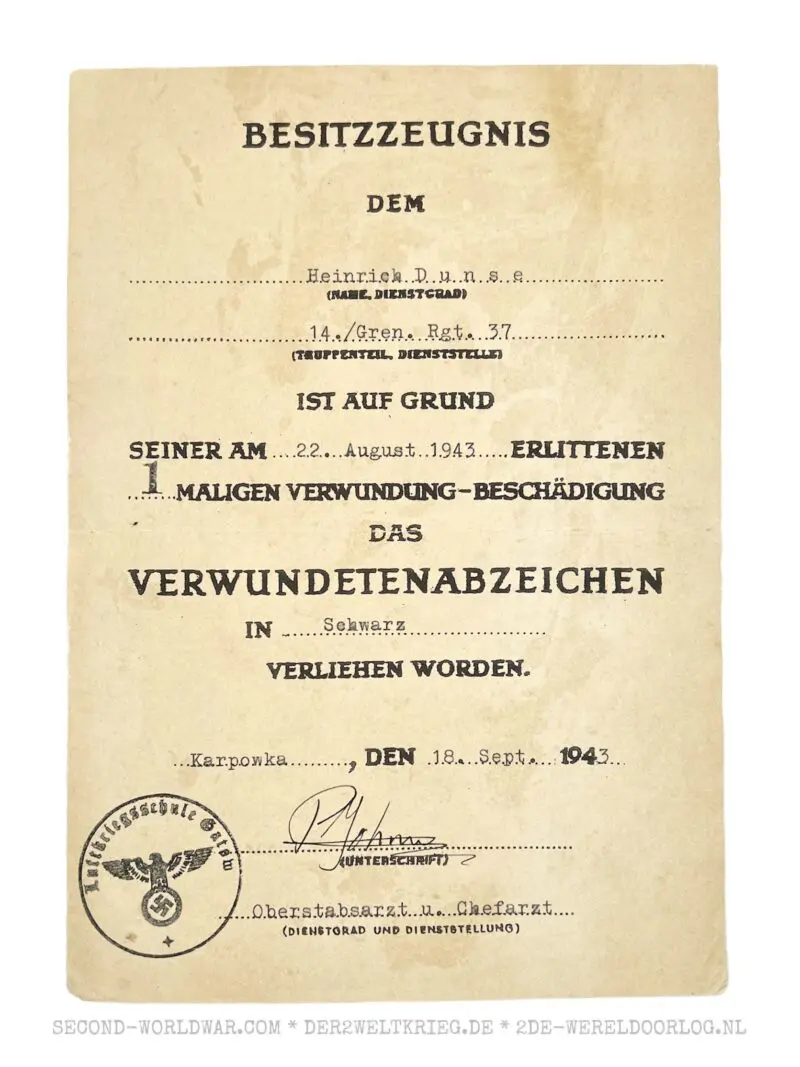 BESITZZEUGNIS
DEM
Heinrich Dunse
(NAME, DIENSTGRAD)
14./Gren. Rgt. 37
(TRUPPENTEIL, DIENSTSTELLE)
IST AUF GRUND
SEINER AM 22. August 1943 ERLITTENEN
1 MALIGEN VERWUNDUNG-BESCHÄDIGUNG
DAS
VERWUNDETENABZEICHEN
IN Schwarz
VERLIEHEN WORDEN.
Karpowka, DEN 18. Sept. 1943
Luftkriegsschule Gatow
(UNTERSCHRIFT)
Oberstabsarzt u. Chefarzt
(DIENSTGRAD UND DIENSTSTELLUNG)
SECOND-WORLDWAR.COM * DER2WELTKRIEG.DE * 2DE-WERELDOORLOG.NL